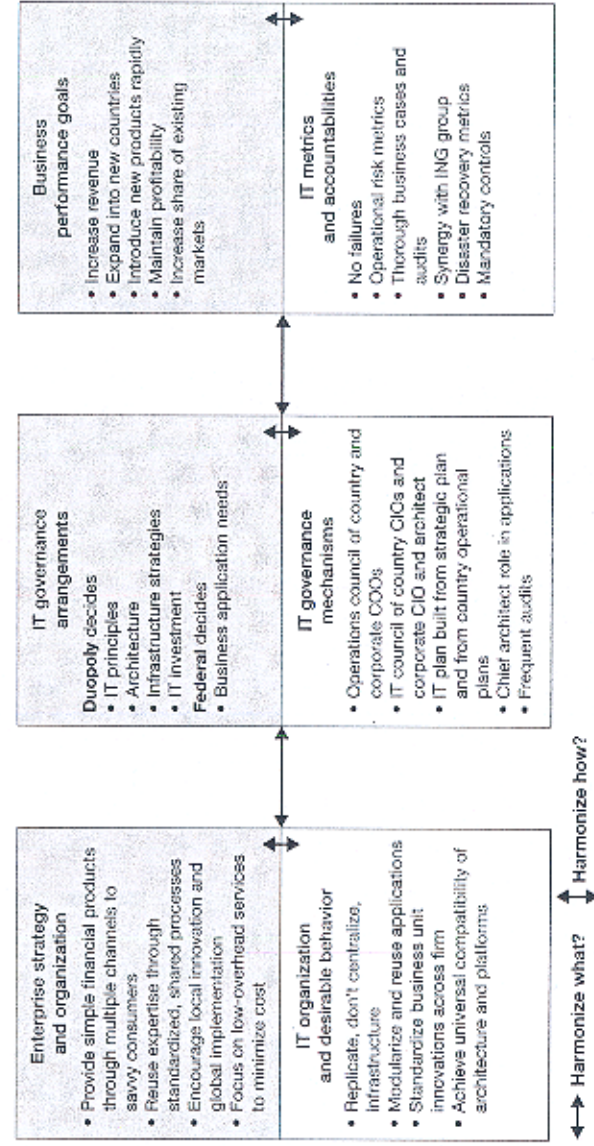 Enterprise strategy
and organization
• Provide simple financial products
through multiple channels to
savvy consumers
• Reuse expertise through
standardized, shared processes
• Encourage local innovation and
global implementation
• Focus on low-overhead services
to minimize cost
IT organization
and desirable behavior
• Replicate, don't centralize,
infrastructure
• Modularize and reuse applications
• Standardize business unit
innovations across firm
• Achieve universal compatibility of
architecture and platforms
IT governance
arrangements
Duopoly decides
• IT principles
• Architecture
• Infrastructure strategies
• IT investment
Federal decides
• Business application needs
IT governance
mechanisms
• Operations council of country and
corporate COOs
• IT council of country CIOs and
corporate CIO and architect
• IT plan built from strategic plan
and from country operational
plans
• Chief architect role in applications
• Frequent audits
Business
performance goals
• Increase revenue
• Expand into new countries
• Introduce new products rapidly
• Maintain profitability
• Increase share of existing
markets
IT metrics
and accountabilities
• No failures
• Operational risk metrics
• Thorough business cases and
audits
• Synergy with ING group
• Disaster recovery metrics
• Mandatory controls
Harmonize what? Harmonize how?